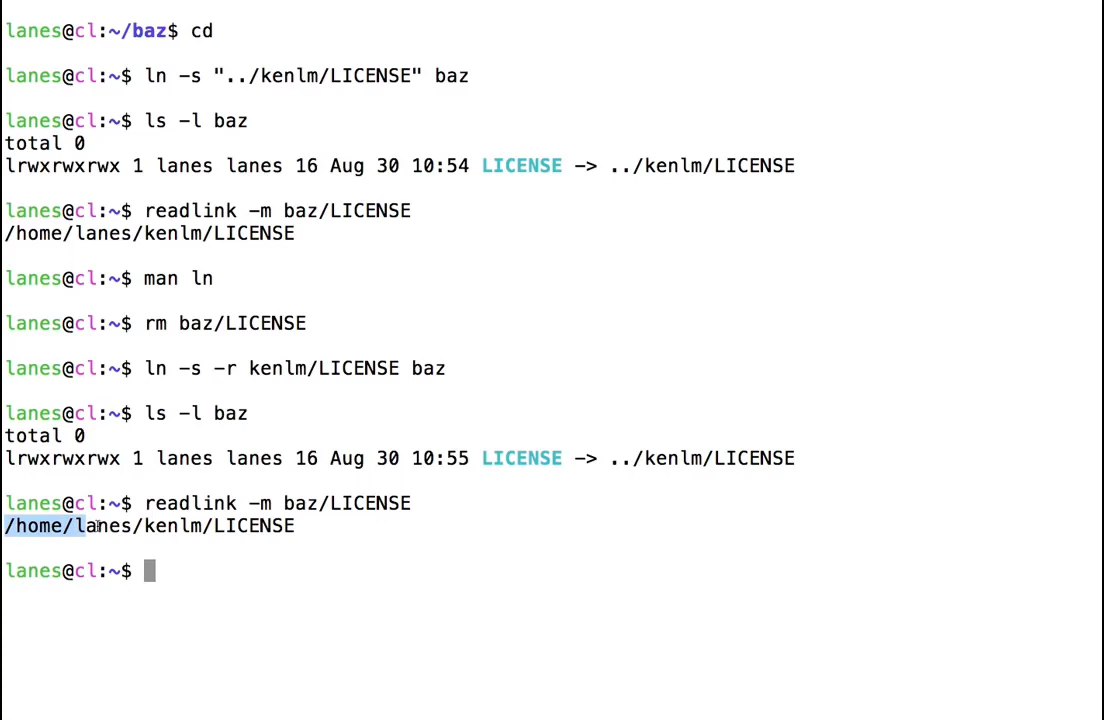 lanes@cl:~/baz$ cd
lanes@cl:~$ ln -s "../kenlm/LICENSE" baz
lanes@cl:~$ ls -l baz
total 0
lrwxrwxrwx 1 lanes lanes 16 Aug 30 10:54 LICENSE -> ../kenlm/LICENSE
lanes@cl:~$ readlink -m baz/LICENSE
/home/lanes/kenlm/LICENSE
lanes@cl:~$ man ln
lanes@cl:~$ rm baz/LICENSE
lanes@cl:~$ ln -s -r kenlm/LICENSE baz
lanes@cl:~$ ls -l baz
total 0
lrwxrwxrwx 1 lanes lanes 16 Aug 30 10:55 LICENSE -> ../kenlm/LICENSE
lanes@cl:~$ readlink -m baz/LICENSE
/home/lanes/kenlm/LICENSE
lanes@cl:~$